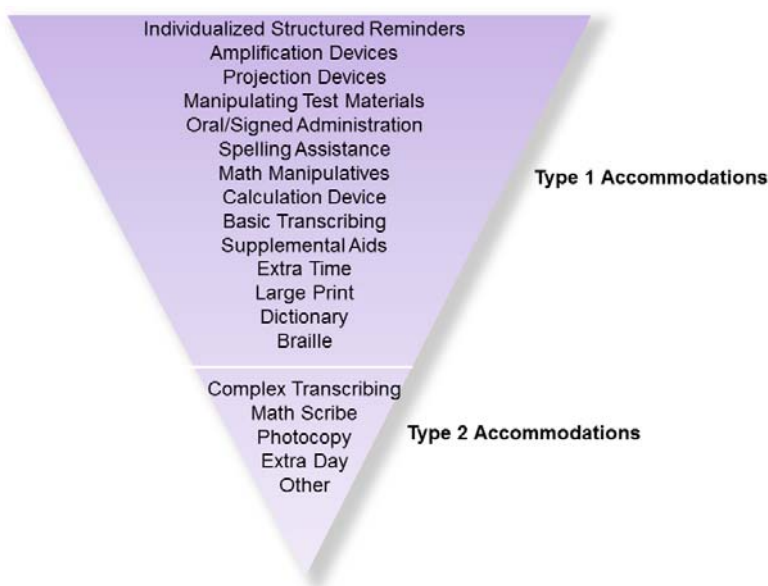 Individualized Structured Reminders
Amplification Devices
Projection Devices
Manipulating Test Materials
Oral/Signed Administration
Spelling Assistance
Math Manipulatives
Calculation Device
Basic Transcribing
Supplemental Aids
Extra Time
Large Print
Dictionary
Braille
Type 1 Accommodations
Complex Transcribing
Math Scribe
Photocopy
Extra Day
Other
Type 2 Accommodations